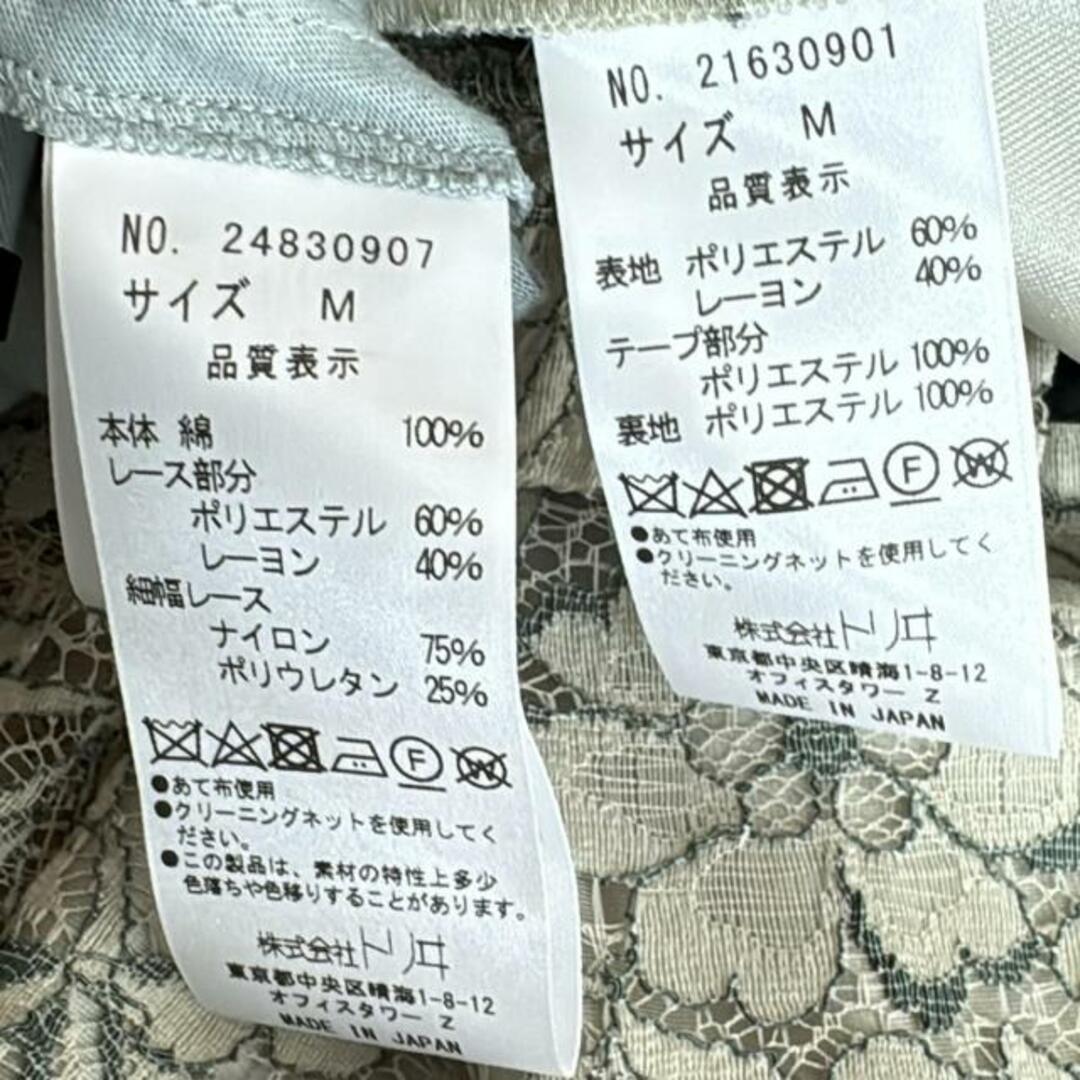 NO. 24830907
サイズ M
品質表示
本体 綿 100%
レース部分
ポリエステル 60%
レーヨン 40%
レース
ナイロン 75%
ポリウレタン 25%
F
W
●あて布使用
●クリーニングネットを使用してく
ださい。
●この製品は、素材の特性上多少
色落ちや色移りすることがあります。
株式会社トリヰ
東京都中央区晴海1-8-12
オフィスタワー Z
MADE IN JAPAN
NO. 21630901
サイズ M
品質表示
表地 ポリエステル 60%
レーヨン 40%
テープ部分
ポリエステル 100%
裏地 ポリエステル 100%
F
W
●あて布使用
●クリーニングネットを使用してく
ださい。
株式会社トリヰ
東京都中央区晴海1-8-12
オフィスタワー Z
MADE IN JAPAN